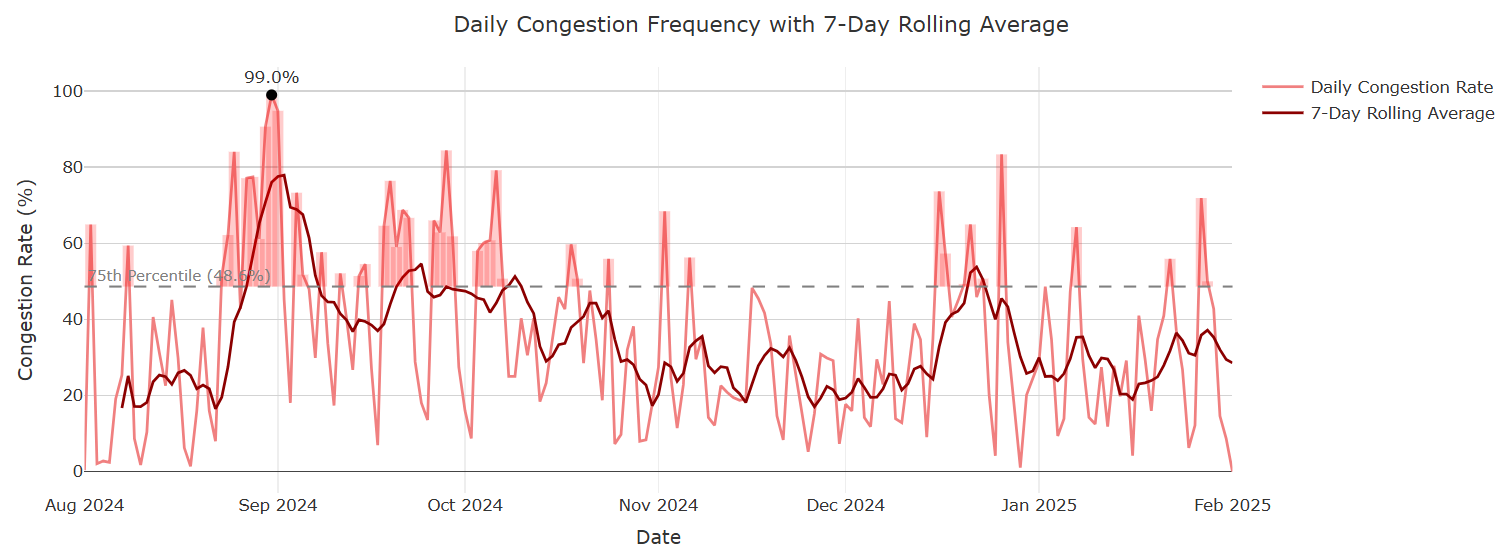 Daily Congestion Frequency with 7-Day Rolling Average
99.0%
Daily Congestion Rate
7-Day Rolling Average
Congestion Rate (%)
100
80
60
40
20
0
75th Percentile (48.6%)
Aug 2024
Sep 2024
Oct 2024
Nov 2024
Dec 2024
Jan 2025
Feb 2025
Date